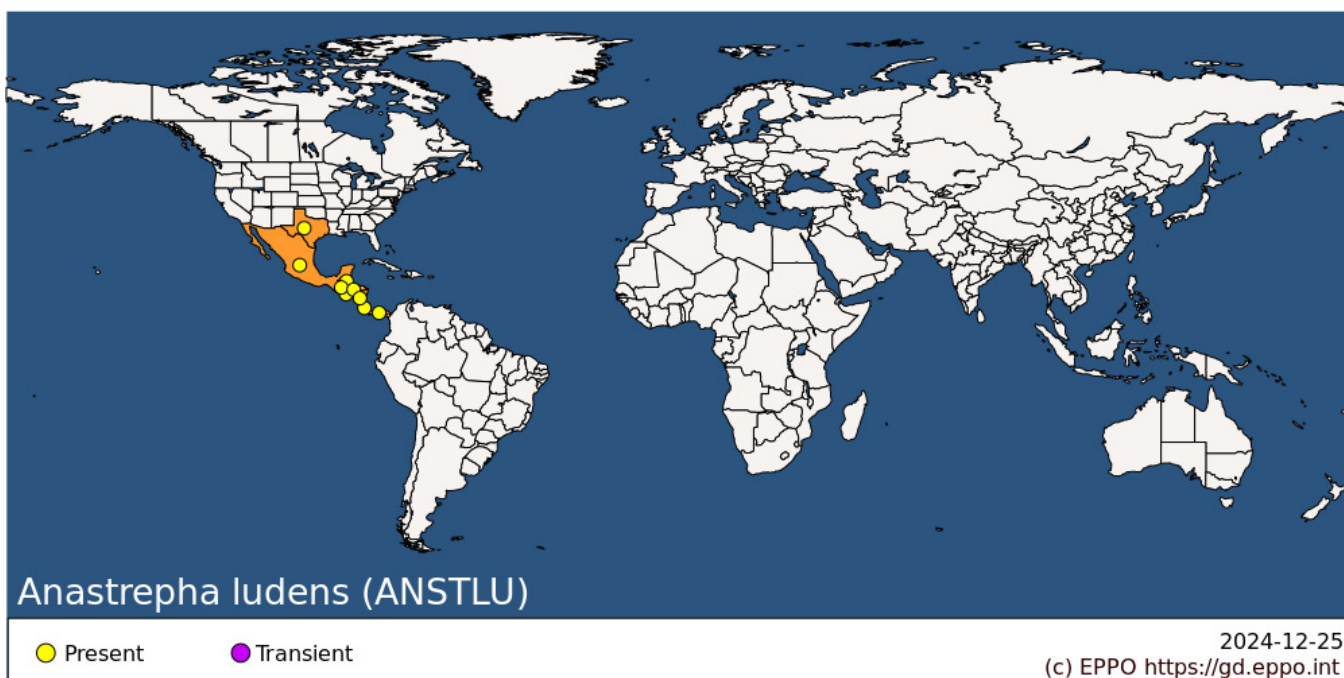 Anastrepha ludens (ANSTLU)
Present
Transient
2024-12-25
(c) EPPO https://gd.eppo.int